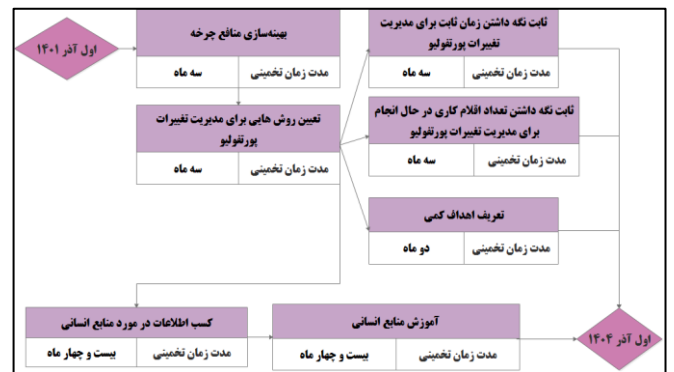 اول آذر ۱۴۰۱
بهینه‌سازی منافع چرخه
مدت زمان تخمینی
سه ماه
ثابت نگه داشتن زمان ثابت برای مدیریت
تغییرات پورتفولیو
مدت زمان تخمینی
سه ماه
تعیین روش هایی برای مدیریت تغییرات
پورتفولیو
مدت زمان تخمینی
سه ماه
ثابت نگه داشتن تعداد اقلام کاری در حال انجام
برای مدیریت تغییرات پورتفولیو
مدت زمان تخمینی
سه ماه
تعریف اهداف کمی
مدت زمان تخمینی
دو ماه
کسب اطلاعات در مورد منابع انسانی
مدت زمان تخمینی
بیست و چهار ماه
آموزش منابع انسانی
مدت زمان تخمینی
بیست و چهار ماه
اول آذر ۱۴۰۴